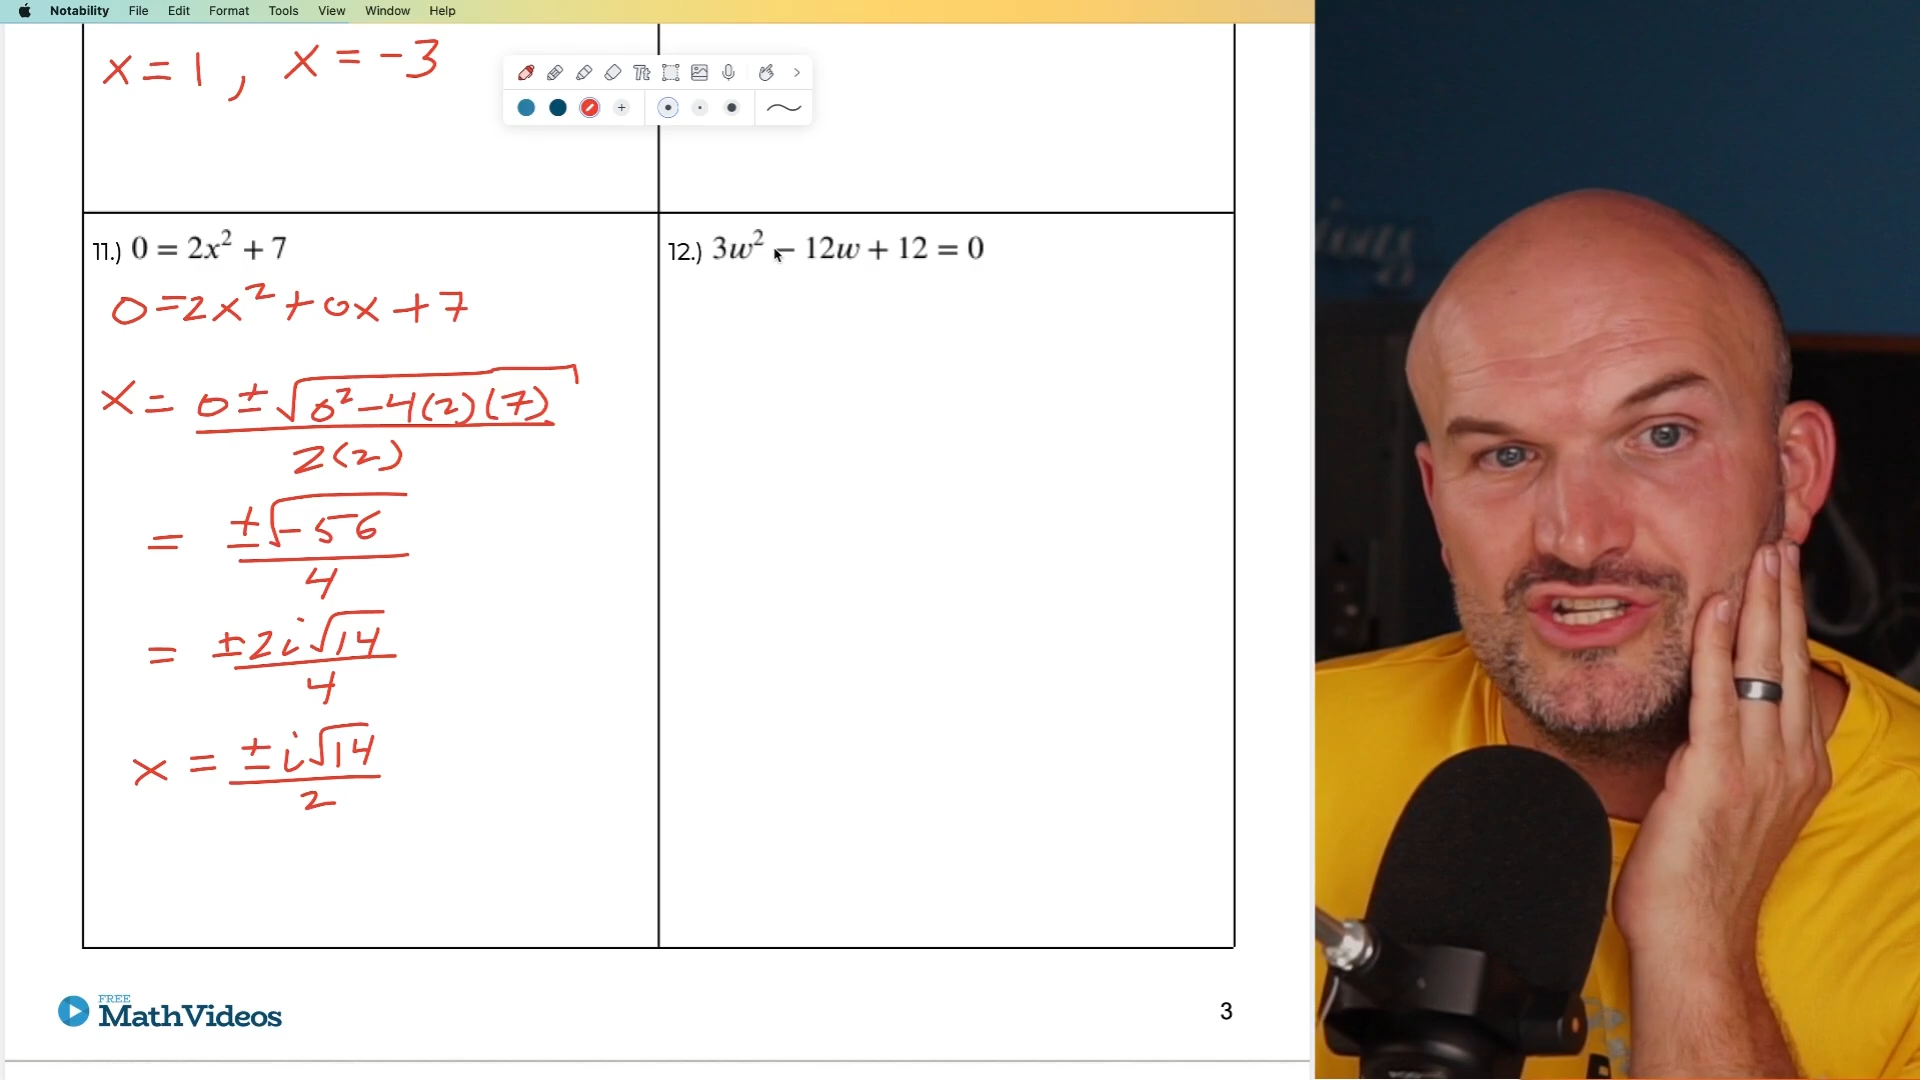 Notability File Edit Format Tools View Window Help
x = 1 , x = -3
Tt
11.) 0 = 2x² + 7
0 = 2x² + 0x + 7
x = 0 ± √(0² - 4(2)(7)) / 2(2)
= ±√-56 / 4
= ±2i√14 / 4
x = ±i√14 / 2
12.) 3w² - 12w + 12 = 0
FREE
MathVideos
3